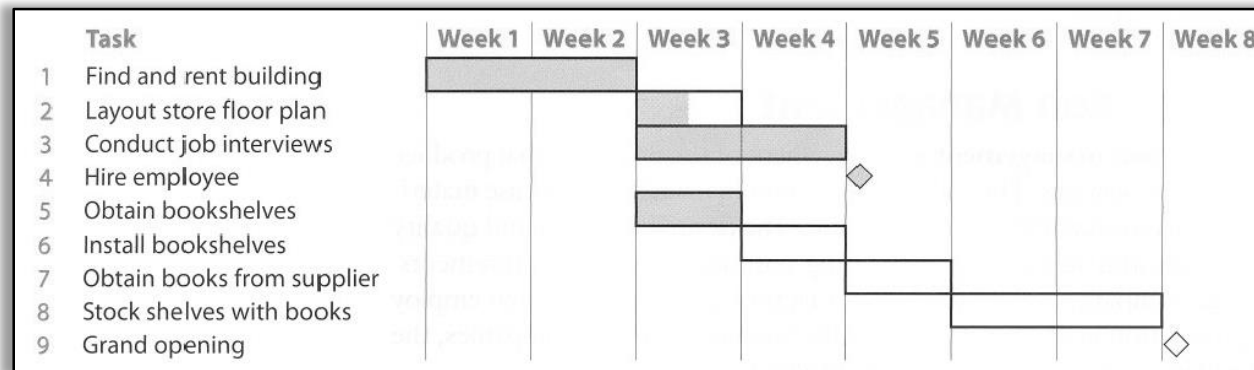 Task Week 1 Week 2 Week 3 Week 4 Week 5 Week 6 Week 7 Week 8
1 Find and rent building
2 Layout store floor plan
3 Conduct job interviews
4 Hire employee
5 Obtain bookshelves
6 Install bookshelves
7 Obtain books from supplier
8 Stock shelves with books
9 Grand opening